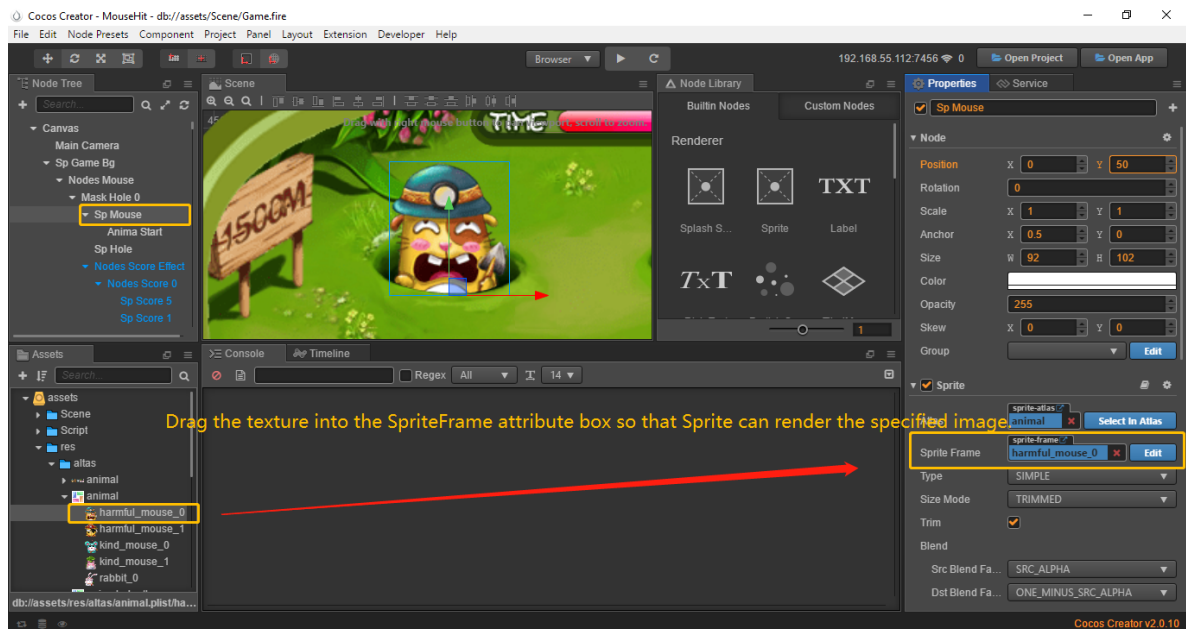 Cocos Creator - MouseHit - db://assets/Scene/Game.fire
File Edit Node Presets Component Project Panel Layout Extension Developer Help
Browser
192.168.55.112:7456 0
Open Project
Open App
Node Tree
Search...
Canvas
Main Camera
Sp Game Bg
Nodes Mouse
Mask Hole 0
Sp Mouse
Anima Start
Sp Hole
Nodes Score Effect
Nodes Score 0
Sp Score 5
Sp Score 1
Scene
TIME
1500M
Node Library
Builtin Nodes
Custom Nodes
Renderer
TXT
Splash S...
Sprite
Label
TxT
1
Properties
Service
Sp Mouse
Node
Position X 0 Y 50
Rotation 0
Scale X 1 Y 1
Anchor X 0.5 Y 0
Size W 92 H 102
Color
Opacity 255
Skew X 0 Y 0
Group Edit
Sprite
sprite-atlas
animal Select In Atlas
sprite-frame
Sprite Frame harmful_mouse_0 Edit
Type SIMPLE
Size Mode TRIMMED
Trim
Blend
Src Blend Fa... SRC_ALPHA
Dst Blend Fa... ONE_MINUS_SRC_ALPHA
Assets
Search...
assets
Scene
Script
res
altas
animal
animal
harmful_mouse_0
harmful_mouse_1
kind_mouse_0
kind_mouse_1
rabbit_0
db://assets/res/altas/animal.plist/ha...
Console
Timeline
Regex
All
14
Drag the texture into the SpriteFrame attribute box so that Sprite can render the specified image.
Cocos Creator v2.0.10